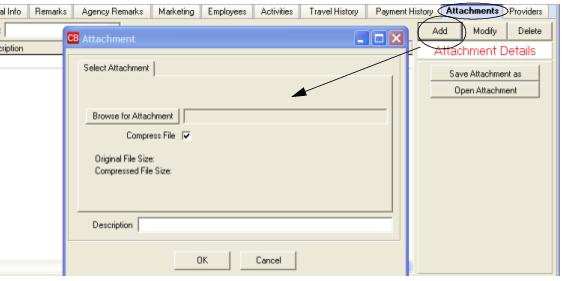 al Info Remarks Agency Remarks Marketing Employees Activities Travel History Payment History Attachments Providers
Add Modify Delete
cription
CB Attachment
Attachment Details
Select Attachment
Save Attachment as
Open Attachment
Browse for Attachment
Compress File
Original File Size:
Compressed File Size:
Description
OK Cancel